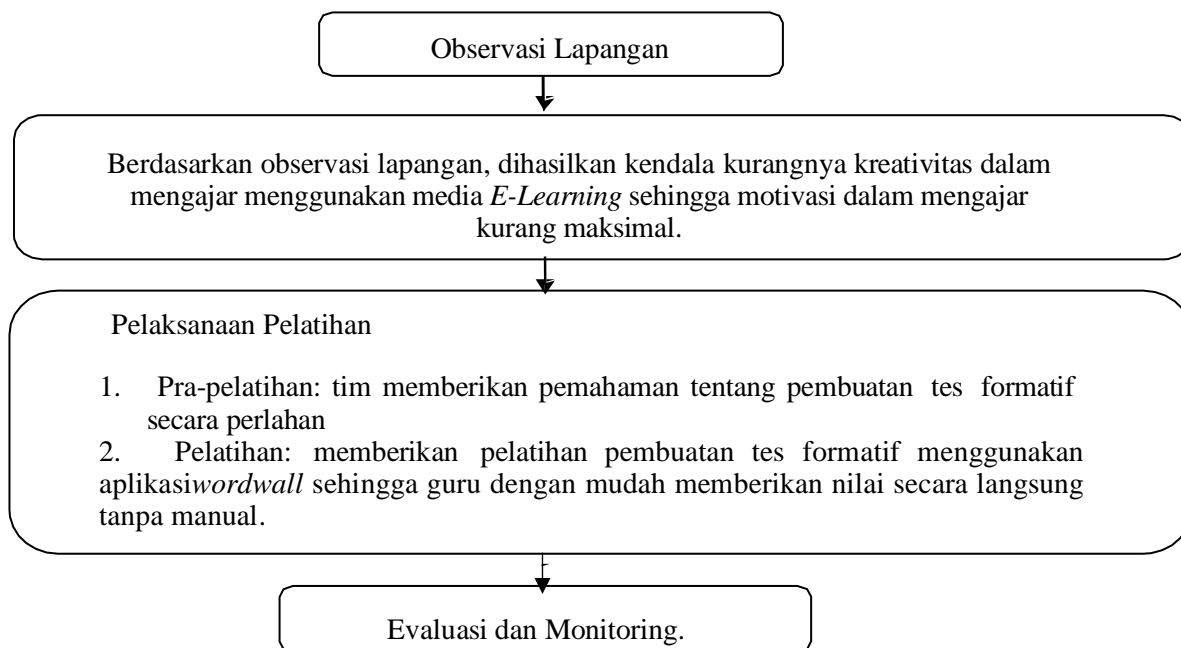 Observasi Lapangan
Berdasarkan observasi lapangan, dihasilkan kendala kurangnya kreativitas dalam
mengajar menggunakan media E-Learning sehingga motivasi dalam mengajar
kurang maksimal.
Pelaksanaan Pelatihan
1. Pra-pelatihan: tim memberikan pemahaman tentang pembuatan tes formatif
secara perlahan
2. Pelatihan: memberikan pelatihan pembuatan tes formatif menggunakan
aplikasiwordwall sehingga guru dengan mudah memberikan nilai secara langsung
tanpa manual.
Evaluasi dan Monitoring.